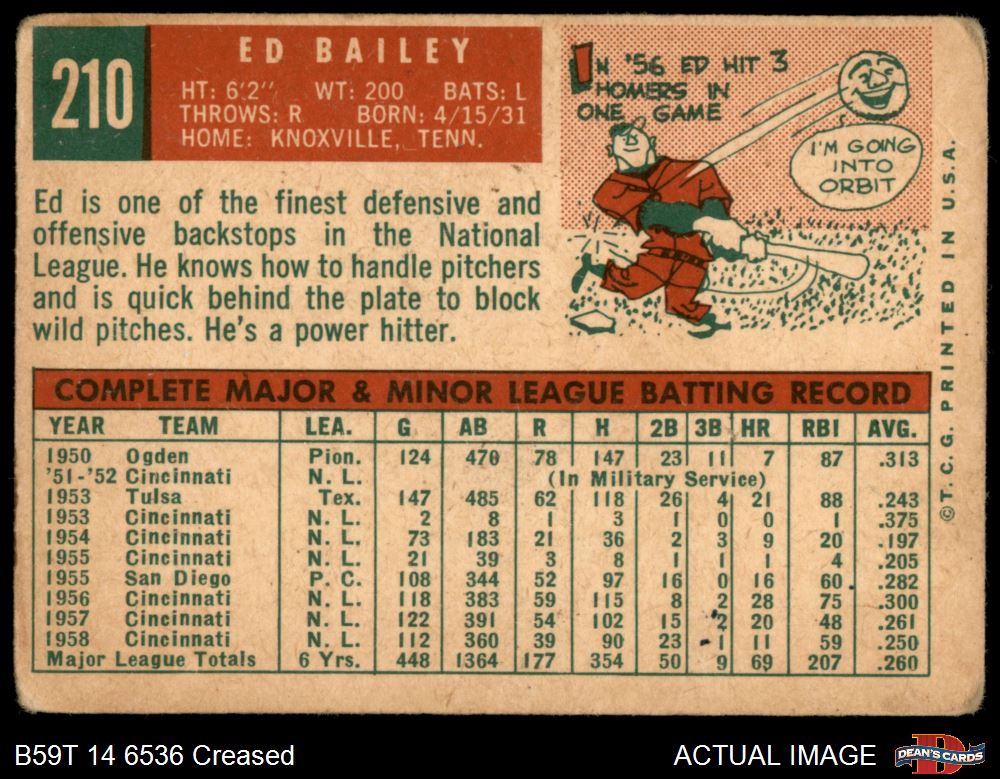 210
ED BAILEY
HT: 6'2" WT: 200 BATS: L
THROWS: R BORN: 4/15/31
HOME: KNOXVILLE, TENN.
IN '56 ED HIT 3
HOMERS IN
ONE GAME
I'M GOING
INTO
ORBIT
Ed is one of the finest defensive and
offensive backstops in the National
League. He knows how to handle pitchers
and is quick behind the plate to block
wild pitches. He's a power hitter.
©T.C.G. PRINTED IN U.S.A.
COMPLETE MAJOR & MINOR LEAGUE BATTING RECORD
YEAR TEAM LEA. G AB R H 2B 3B HR RBI AVG.
1950 Ogden Pion. 124 470 78 147 23 11 7 87 .313
'51-'52 Cincinnati N. L. (In Military Service)
1953 Tulsa Tex. 147 485 62 118 26 4 21 88 .243
1953 Cincinnati N. L. 2 8 1 3 1 0 0 1 .375
1954 Cincinnati N. L. 73 183 21 36 2 3 9 20 .197
1955 Cincinnati N. L. 21 39 3 8 1 1 1 4 .205
1955 San Diego P. C. 108 344 52 97 16 0 16 60 .282
1956 Cincinnati N. L. 118 383 59 115 8 2 28 75 .300
1957 Cincinnati N. L. 122 391 54 102 15 2 20 48 .261
1958 Cincinnati N. L. 112 360 39 90 23 1 11 59 .250
Major League Totals 6 Yrs. 448 1364 177 354 50 9 69 207 .260
B59T 14 6536 Creased
ACTUAL IMAGE
DEAN'S CARDS